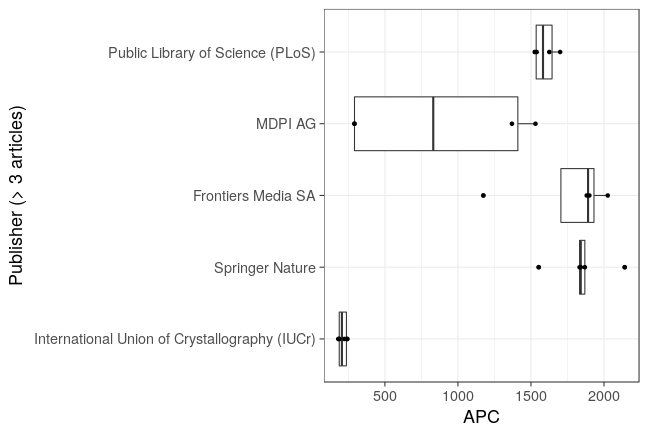 Public Library of Science (PLoS)
MDPI AG
Frontiers Media SA
Springer Nature
International Union of Crystallography (IUCr)
Publisher (> 3 articles)
500 1000 1500 2000
APC